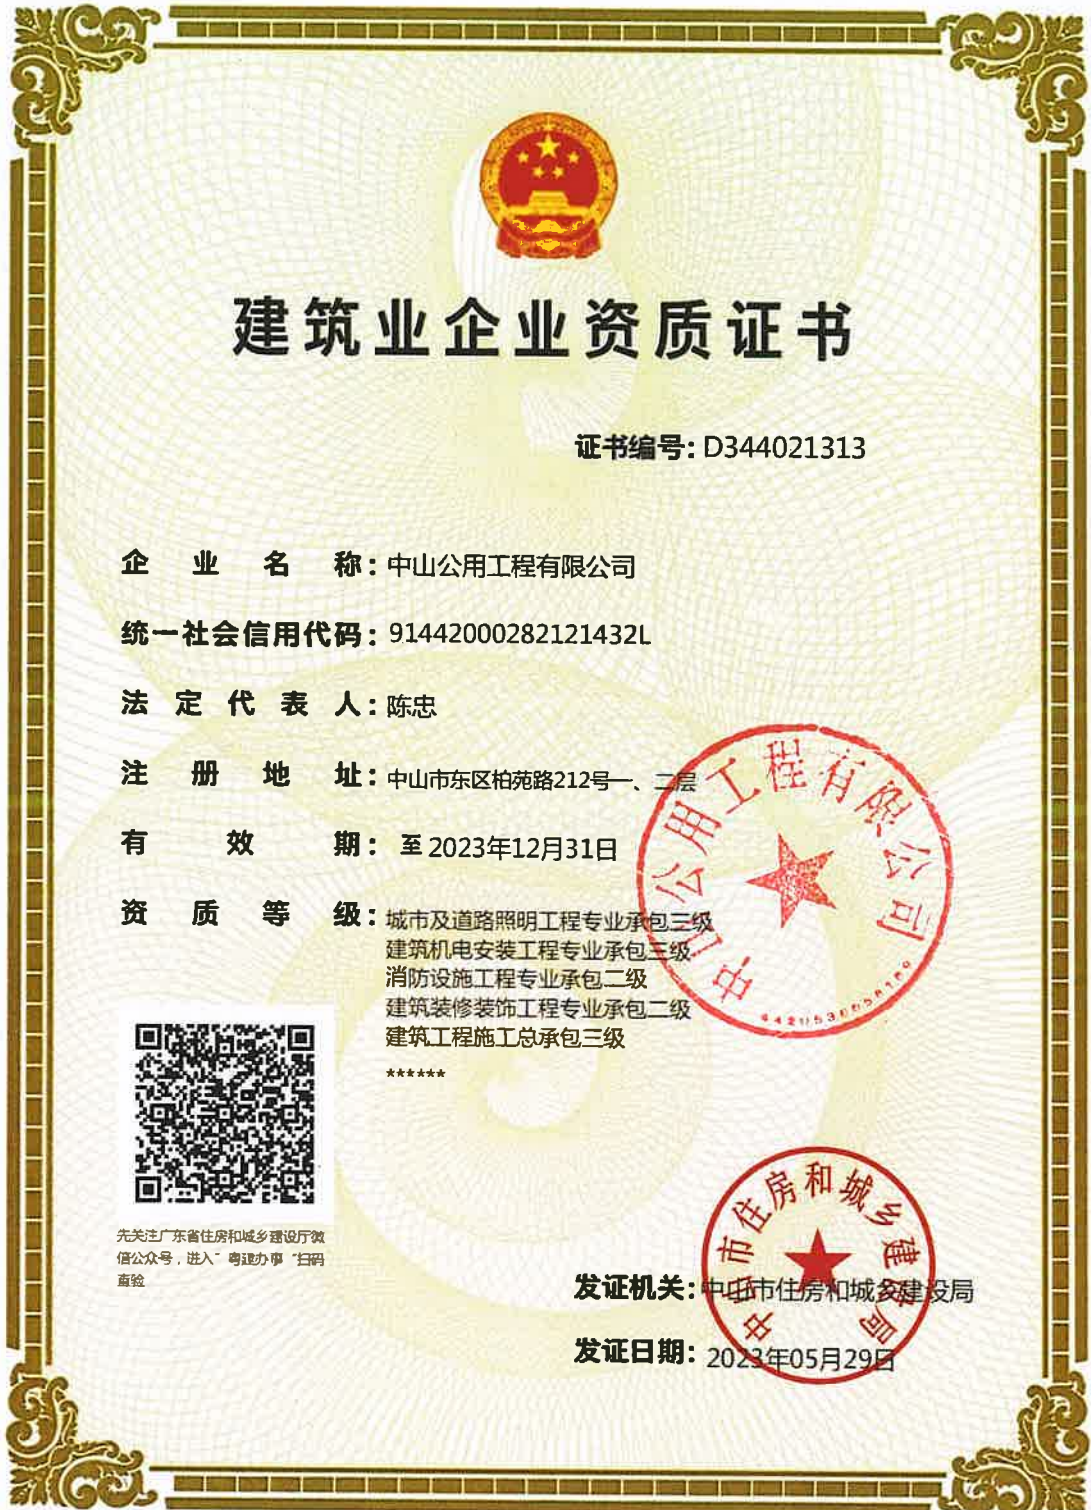 建筑业企业资质证书
证书编号：D344021313
企业名称：中山公用工程有限公司
统一社会信用代码：91442000282121432L
法定代表人：陈忠
注册地址：中山市东区柏苑路212号一、二层
有效期：至2023年12月31日
资质等级：城市及道路照明工程专业承包三级
建筑机电安装工程专业承包三级
消防设施工程专业承包二级
建筑装修装饰工程专业承包二级
建筑工程施工总承包三级
******
中山公用工程有限公司
先关注广东省住房和城乡建设厅微
信公众号，进入“粤建办事”扫码
查验
发证机关：中山市住房和城乡建设局
发证日期：2023年05月29日
中山市住房和城乡建设局